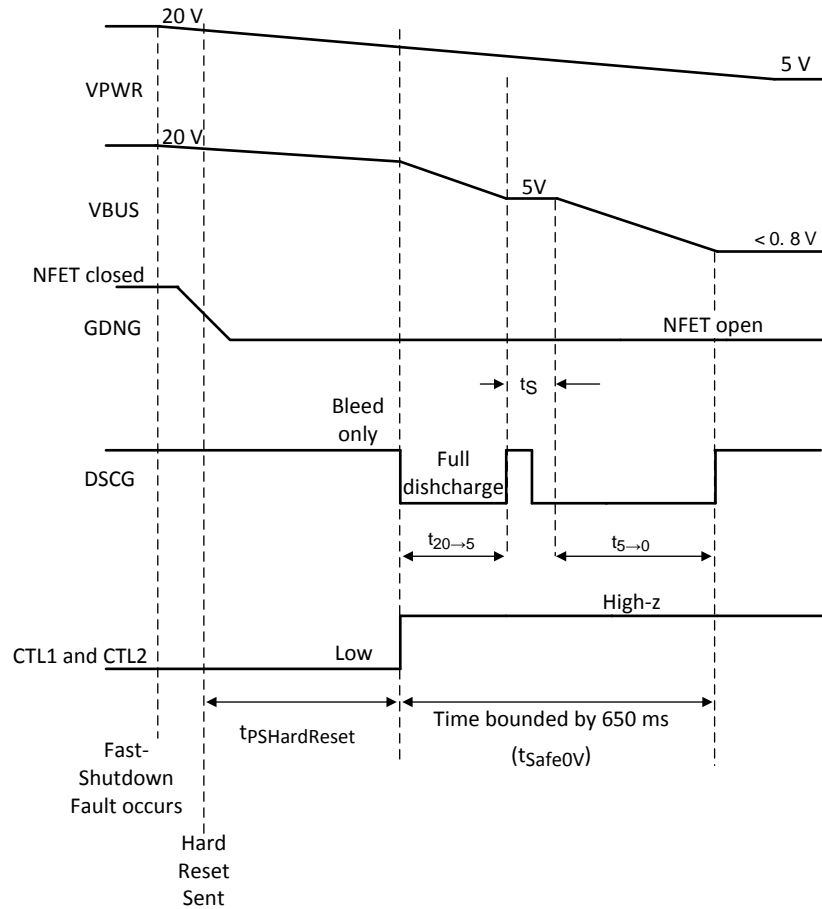 20 V
5 V
VPWR
20 V
5V
VBUS
< 0. 8 V
NFET closed
GDNG
NFET open
tS
Bleed
only
DSCG
Full
dishcharge
t20→5
t5→0
High-z
CTL1 and CTL2
Low
tPSHardReset
Time bounded by 650 ms
(tSafe0V)
Fast-
Shutdown
Fault occurs
Hard
Reset
Sent